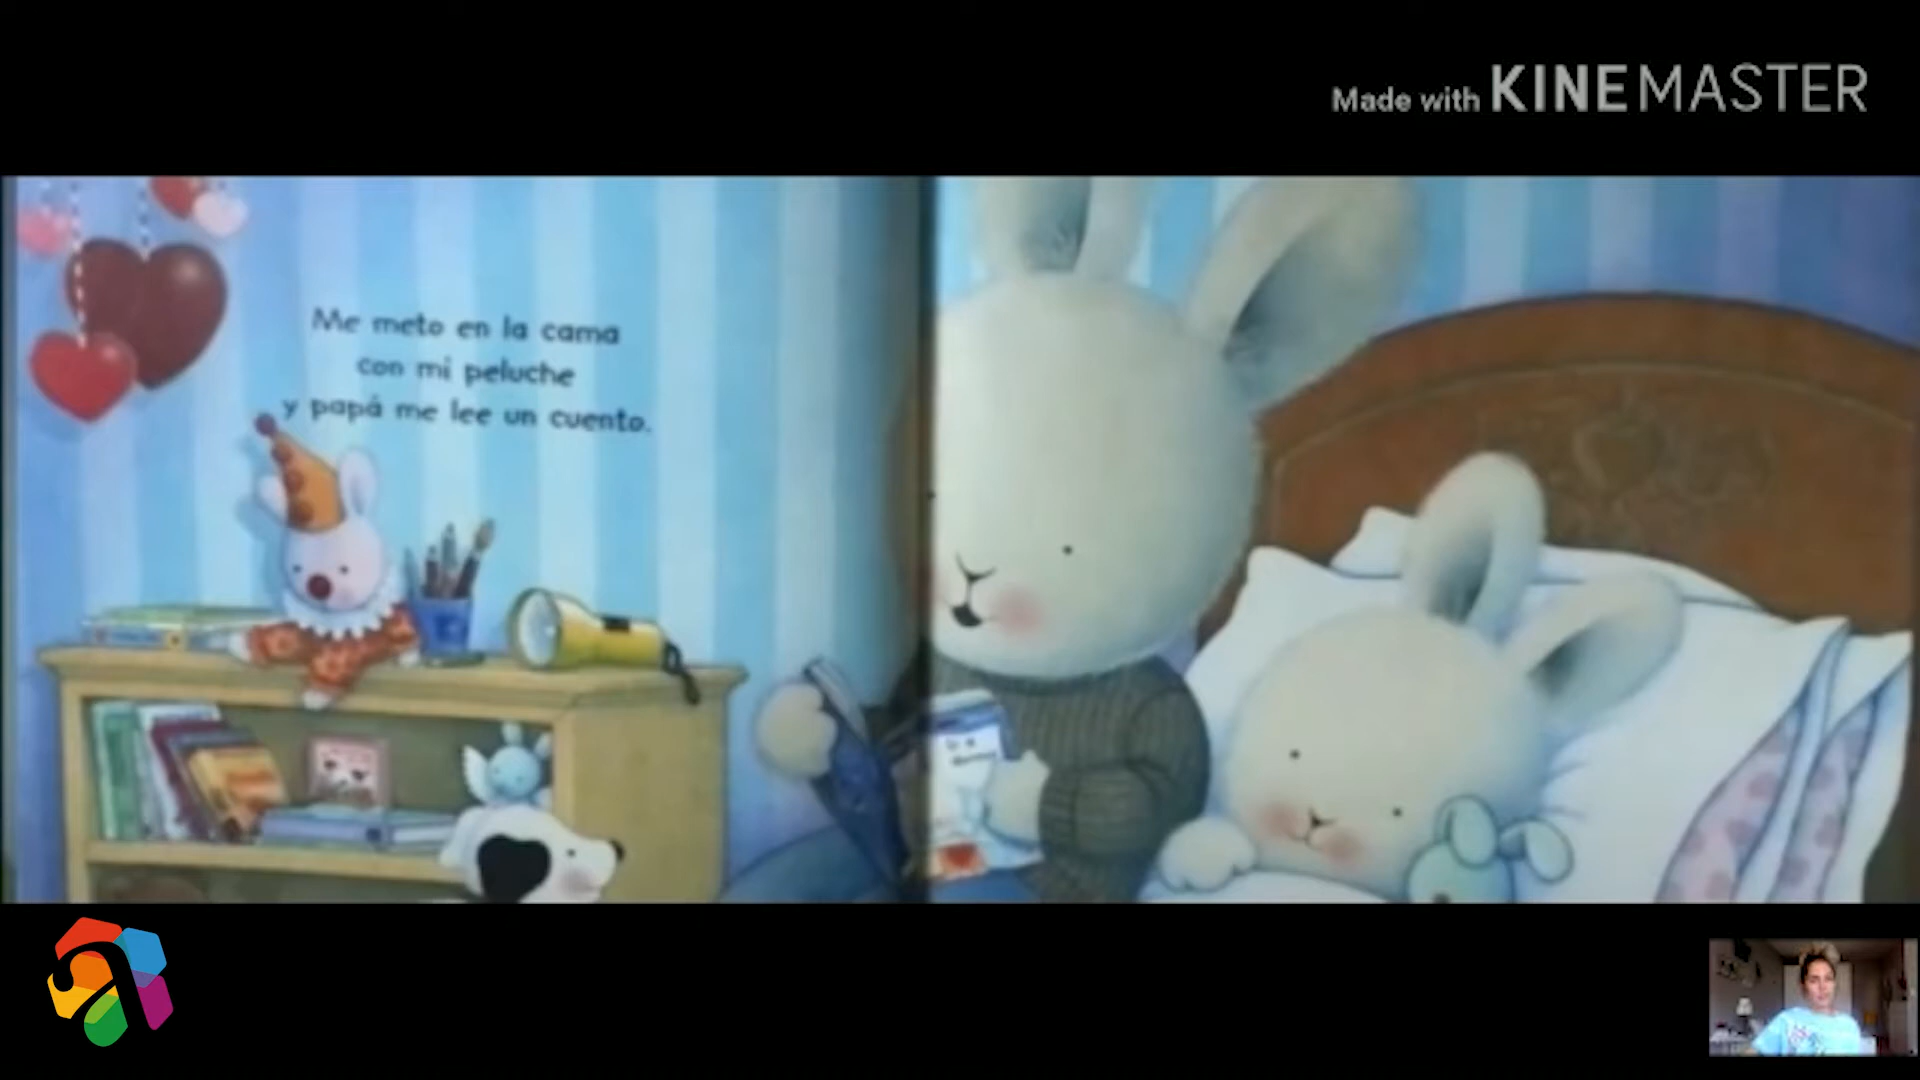 Made with KINEMASTER
Me meto en la cama
con mi peluche
y papá me lee un cuento.